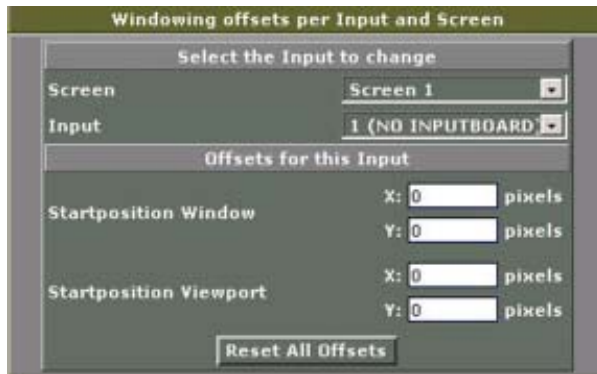 Windowing offsets per Input and Screen
Select the Input to change
Screen Screen 1
Input 1 (NO INPUTBOARD)
Offsets for this Input
Startposition Window X: 0 pixels
Y: 0 pixels
Startposition Viewport X: 0 pixels
Y: 0 pixels
Reset All Offsets